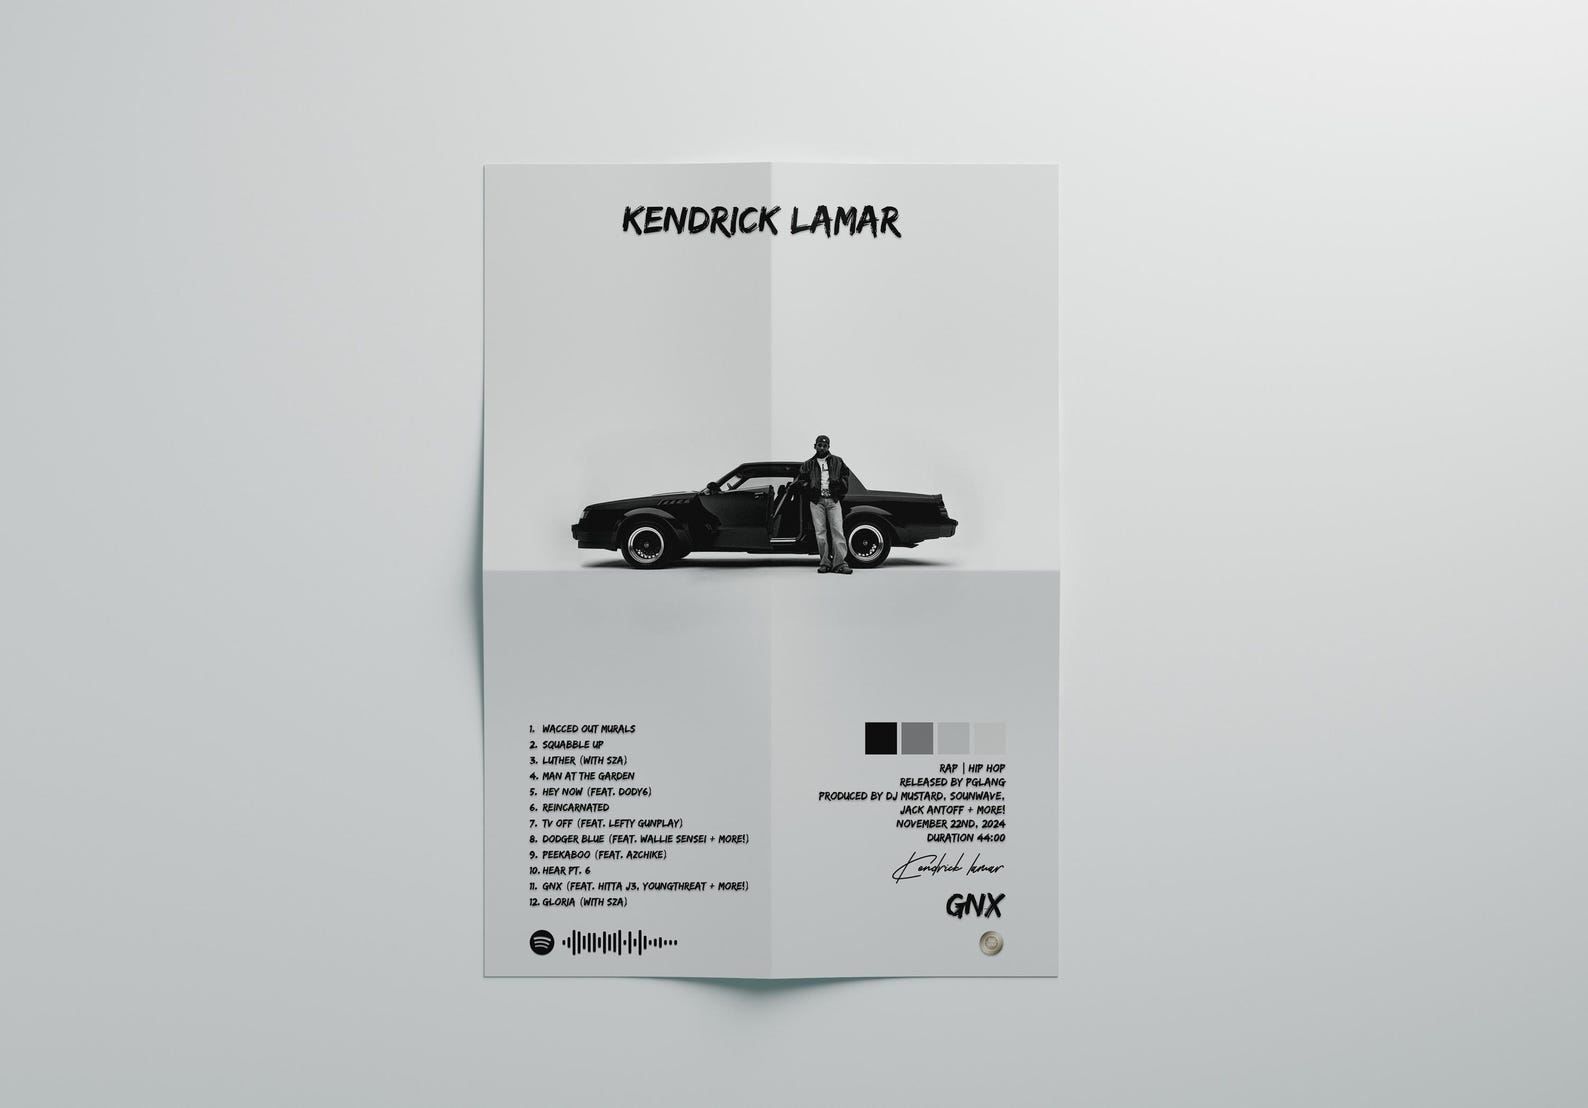 KENDRICK LAMAR
1. WACCED OUT MURALS
2. SQUABBLE UP
3. LUTHER (WITH SZA)
4. MAN AT THE GARDEN
5. HEY NOW (FEAT. DODY6)
6. REINCARNATED
7. TV OFF (FEAT. LEFTY GUNPLAY)
8. DODGER BLUE (FEAT. WALLIE SENSEI + MORE!)
9. PEEKABOO (FEAT. AZCHIKE)
10. HEAR PT. 6
11. GNX (FEAT. HITTA J3, YOUNGTHREAT + MORE!)
12. GLORIA (WITH SZA)
RAP | HIP HOP
RELEASED BY PGLANG
PRODUCED BY DJ MUSTARD, SOUNWAVE,
JACK ANTOFF + MORE!
NOVEMBER 22ND, 2024
DURATION 44:00
Kendrick lamar
GNX